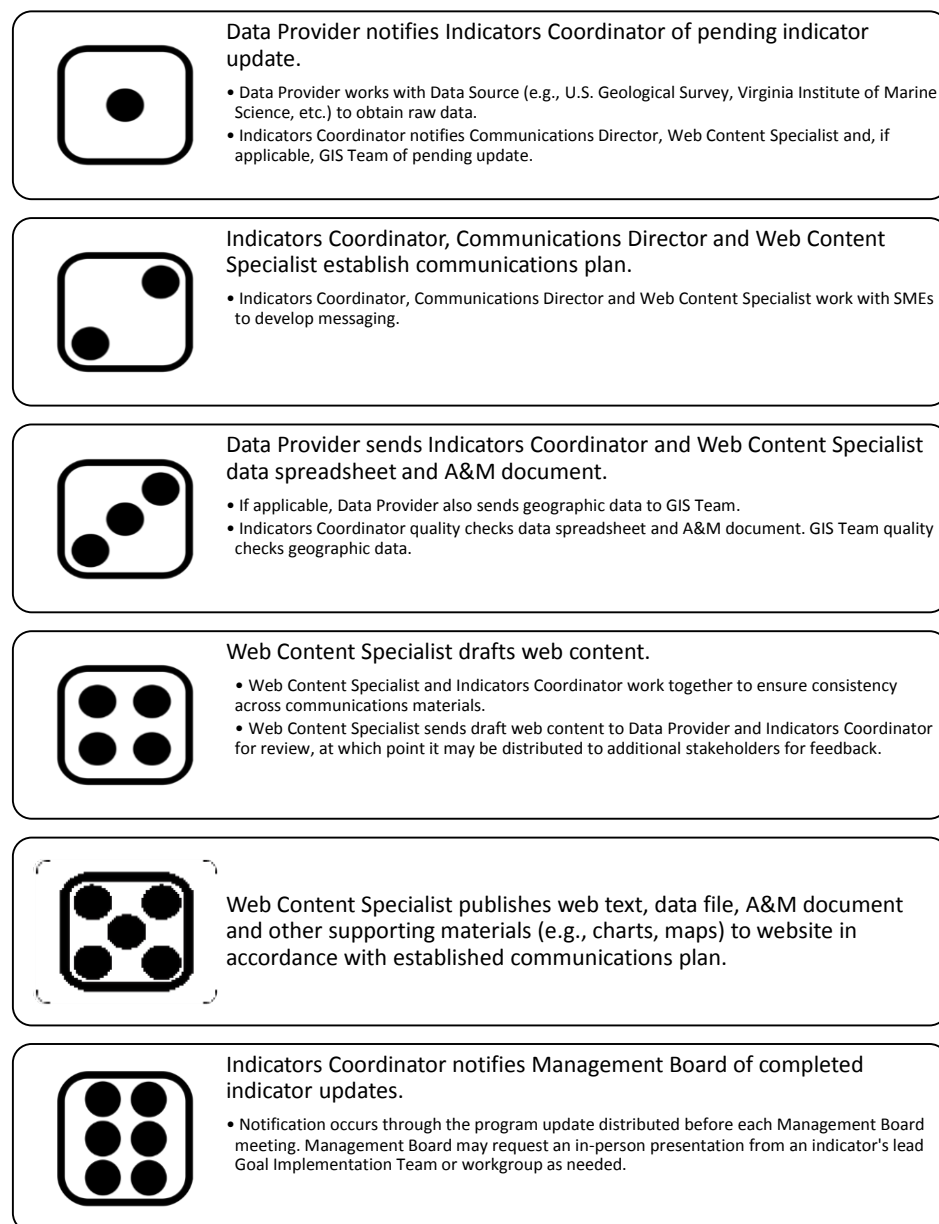 Data Provider notifies Indicators Coordinator of pending indicator
update.
• Data Provider works with Data Source (e.g., U.S. Geological Survey, Virginia Institute of Marine
Science, etc.) to obtain raw data.
• Indicators Coordinator notifies Communications Director, Web Content Specialist and, if
applicable, GIS Team of pending update.
Indicators Coordinator, Communications Director and Web Content
Specialist establish communications plan.
• Indicators Coordinator, Communications Director and Web Content Specialist work with SMEs
to develop messaging.
Data Provider sends Indicators Coordinator and Web Content Specialist
data spreadsheet and A&M document.
• If applicable, Data Provider also sends geographic data to GIS Team.
• Indicators Coordinator quality checks data spreadsheet and A&M document. GIS Team quality
checks geographic data.
Web Content Specialist drafts web content.
• Web Content Specialist and Indicators Coordinator work together to ensure consistency
across communications materials.
• Web Content Specialist sends draft web content to Data Provider and Indicators Coordinator
for review, at which point it may be distributed to additional stakeholders for feedback.
Web Content Specialist publishes web text, data file, A&M document
and other supporting materials (e.g., charts, maps) to website in
accordance with established communications plan.
Indicators Coordinator notifies Management Board of completed
indicator updates.
• Notification occurs through the program update distributed before each Management Board
meeting. Management Board may request an in-person presentation from an indicator's lead
Goal Implementation Team or workgroup as needed.